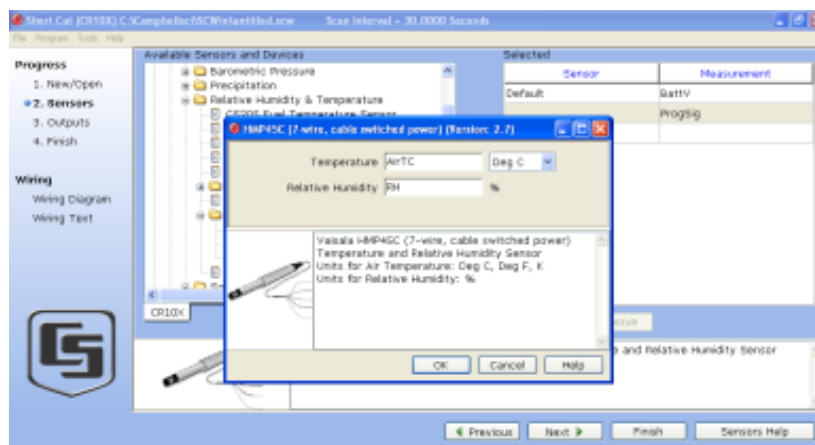 Short Cut (CR10X) C:\Campbellsci\SCWin\untitled.scw Scan Interval = 30.0000 Seconds
File Program Tools Help
Progress
1. New/Open
2. Sensors
3. Outputs
4. Finish
Wiring
Wiring Diagram
Wiring Text
Available Sensors and Devices
Barometric Pressure
Precipitation
Relative Humidity & Temperature
CS205 Fuel Temperature Sensor
CR10X
Selected
Sensor Measurement
Default BattV
ProgSig
HMP45C (7-wire, cable switched power) (Version: 2.7)
Temperature AirTC Deg C
Relative Humidity RH %
Vaisala HMP45C (7-wire, cable switched power)
Temperature and Relative Humidity Sensor
Units for Air Temperature: Deg C, Deg F, K
Units for Relative Humidity: %
OK Cancel Help
and Relative Humidity Sensor
Previous Next Finish Sensors Help